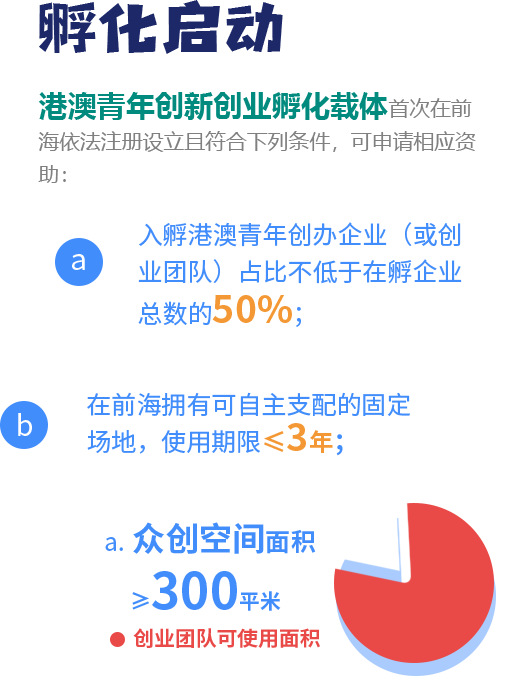 孵化启动
港澳青年创新创业孵化载体首次在前
海依法注册设立且符合下列条件，可申请相应资
助：
a
入孵港澳青年创办企业（或创
业团队）占比不低于在孵企业
总数的50%；
b
在前海拥有可自主支配的固定
场地，使用期限≤3年；
a. 众创空间面积
≥300平米
创业团队可使用面积